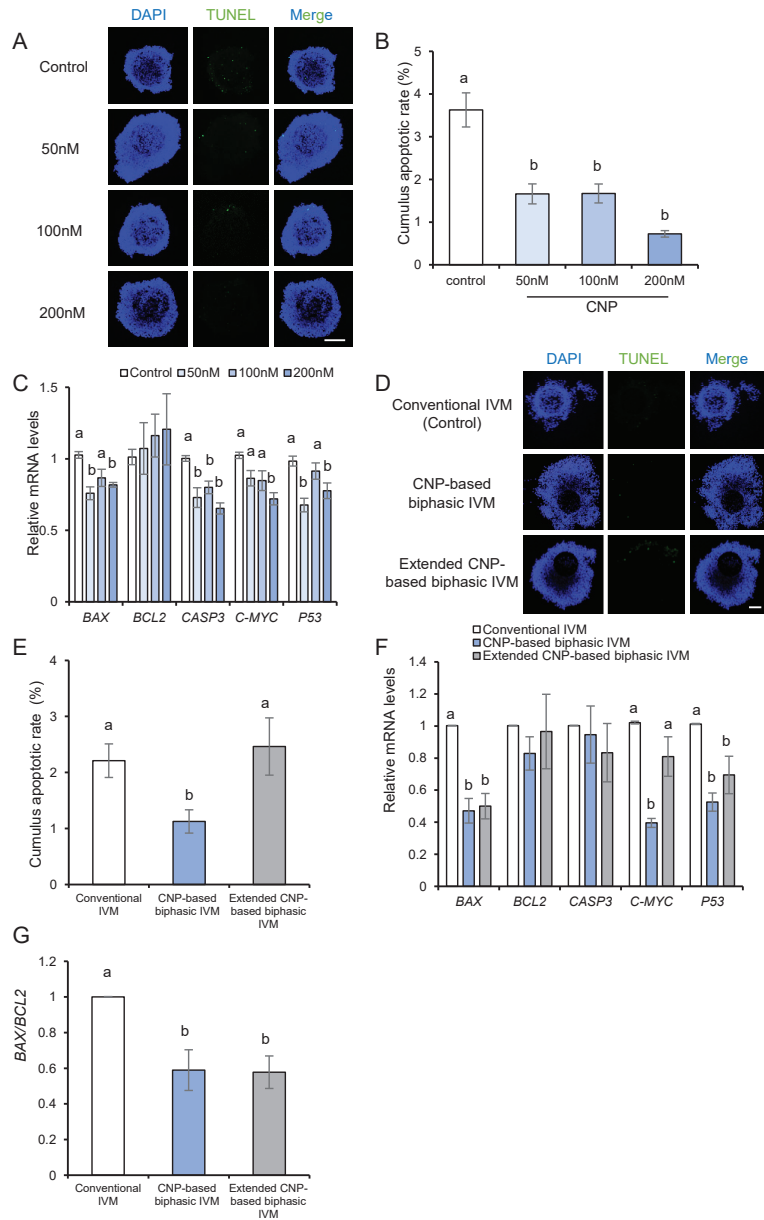 A
DAPI TUNEL Merge
Control
50nM
100nM
200nM
B
Cumulus apoptotic rate (%)
5
4
3
2
1
0
a
b
b
b
control 50nM 100nM 200nM
CNP
C
Control 50nM 100nM 200nM
Relative mRNA levels
1.5
1
0.5
0
a b a b
a b b b
a a a b
a b a b
BAX BCL2 CASP3 C-MYC P53
D
DAPI TUNEL Merge
Conventional IVM
(Control)
CNP-based
biphasic IVM
Extended CNP-
based biphasic IVM
E
Cumulus apoptotic rate (%)
4
3
2
1
0
a
b
a
Conventional
IVM
CNP-based
biphasic IVM
Extended CNP-
based biphasic IVM
F
Conventional IVM
CNP-based biphasic IVM
Extended CNP-based biphasic IVM
Relative mRNA levels
1.4
1.2
1
0.8
0.6
0.4
0.2
0
a b b
a b a
a b b
BAX BCL2 CASP3 C-MYC P53
G
BAX/BCL2
1.2
1
0.8
0.6
0.4
0.2
0
a
b
b
Conventional
IVM
CNP-based
biphasic IVM
Extended CNP-
based biphasic IVM